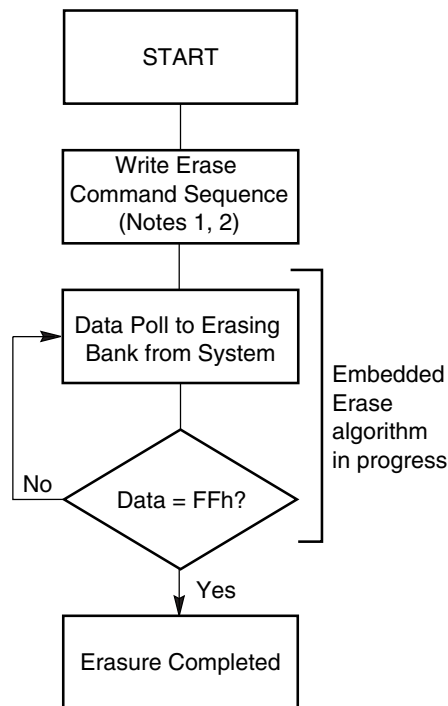 START
Write Erase
Command Sequence
(Notes 1, 2)
Data Poll to Erasing
Bank from System
Embedded
Erase
algorithm
in progress
No
Data = FFh?
Yes
Erasure Completed